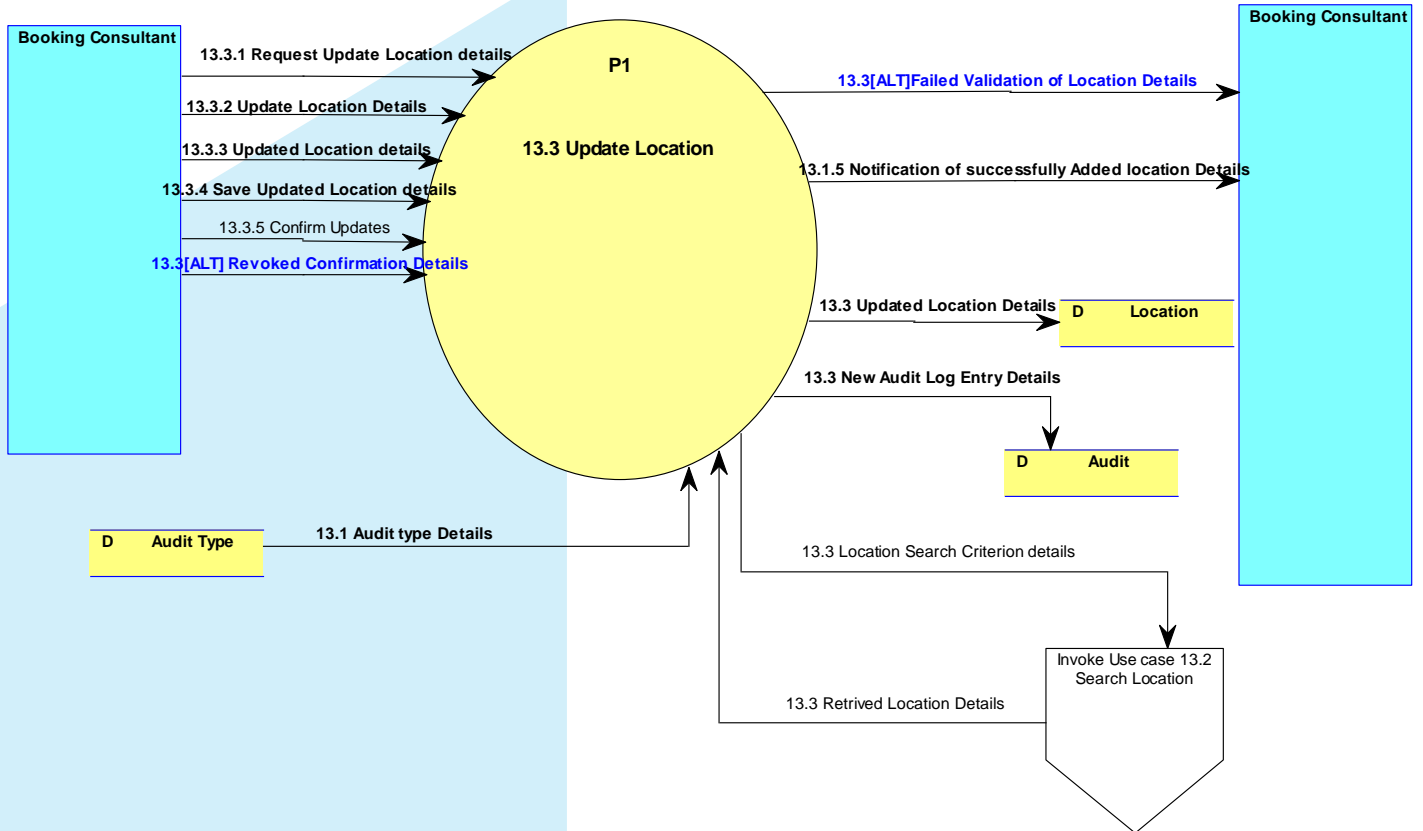 Booking Consultant
13.3.1 Request Update Location details
13.3.2 Update Location Details
13.3.3 Updated Location details
13.3.4 Save Updated Location details
13.3.5 Confirm Updates
13.3[ALT] Revoked Confirmation Details
P1
13.3 Update Location
Booking Consultant
13.3[ALT]Failed Validation of Location Details
13.1.5 Notification of successfully Added location Details
13.3 Updated Location Details
D Location
13.3 New Audit Log Entry Details
D Audit
D Audit Type
13.1 Audit type Details
13.3 Location Search Criterion details
Invoke Use case 13.2
Search Location
13.3 Retrived Location Details